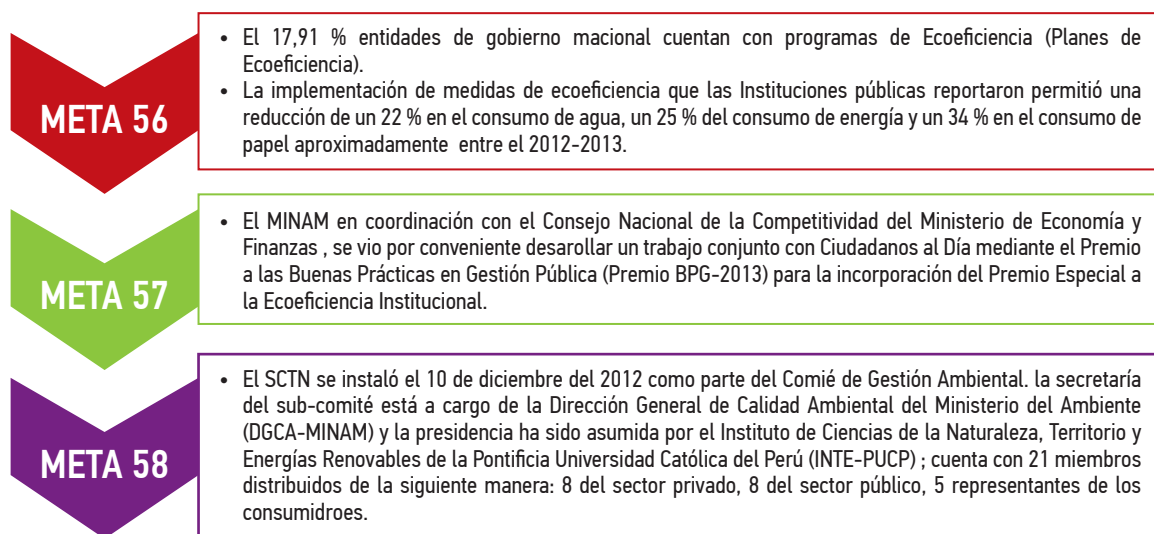 META 56
• El 17,91 % entidades de gobierno macional cuentan con programas de Ecoeficiencia (Planes de
Ecoeficiencia).
• La implementación de medidas de ecoeficiencia que las Instituciones públicas reportaron permitió una
reducción de un 22 % en el consumo de agua, un 25 % del consumo de energía y un 34 % en el consumo de
papel aproximadamente entre el 2012-2013.
META 57
• El MINAM en coordinación con el Consejo Nacional de la Competitividad del Ministerio de Economía y
Finanzas , se vio por conveniente desarollar un trabajo conjunto con Ciudadanos al Día mediante el Premio
a las Buenas Prácticas en Gestión Pública (Premio BPG-2013) para la incorporación del Premio Especial a
la Ecoeficiencia Institucional.
META 58
• El SCTN se instaló el 10 de diciembre del 2012 como parte del Comié de Gestión Ambiental. la secretaría
del sub-comité está a cargo de la Dirección General de Calidad Ambiental del Ministerio del Ambiente
(DGCA-MINAM) y la presidencia ha sido asumida por el Instituto de Ciencias de la Naturaleza, Territorio y
Energías Renovables de la Pontificia Universidad Católica del Perú (INTE-PUCP) ; cuenta con 21 miembros
distribuidos de la siguiente manera: 8 del sector privado, 8 del sector público, 5 representantes de los
consumidroes.